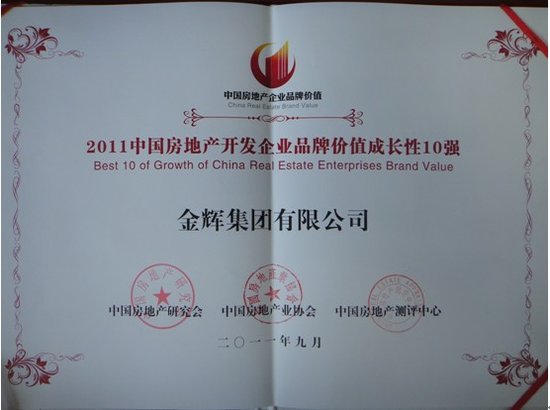 中国房地产企业品牌价值
China Real Estate Brand Value
2011中国房地产开发企业品牌价值成长性10强
Best 10 of Growth of China Real Estate Enterprises Brand Value
金辉集团有限公司
中国房地产研究会 中国房地产业协会 中国房地产测评中心
二〇一一年九月